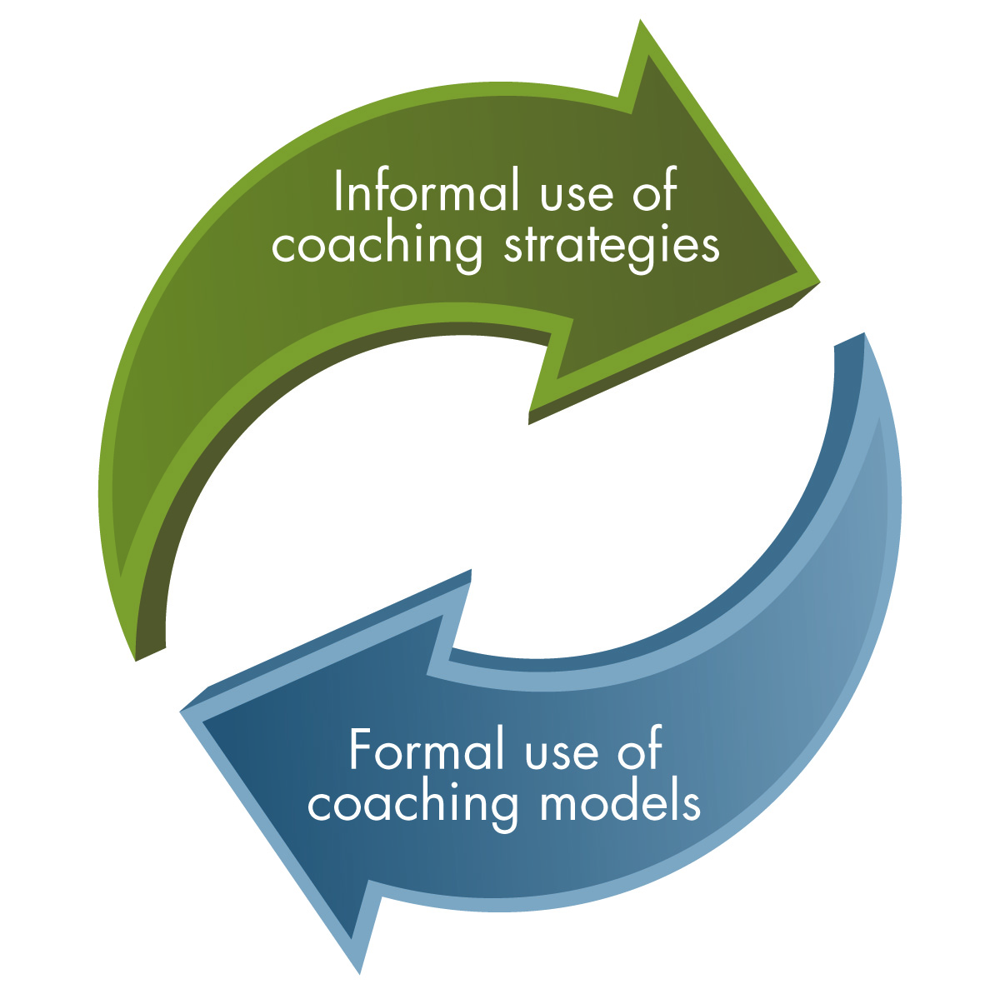 Informal use of
coaching strategies
Formal use of
coaching models